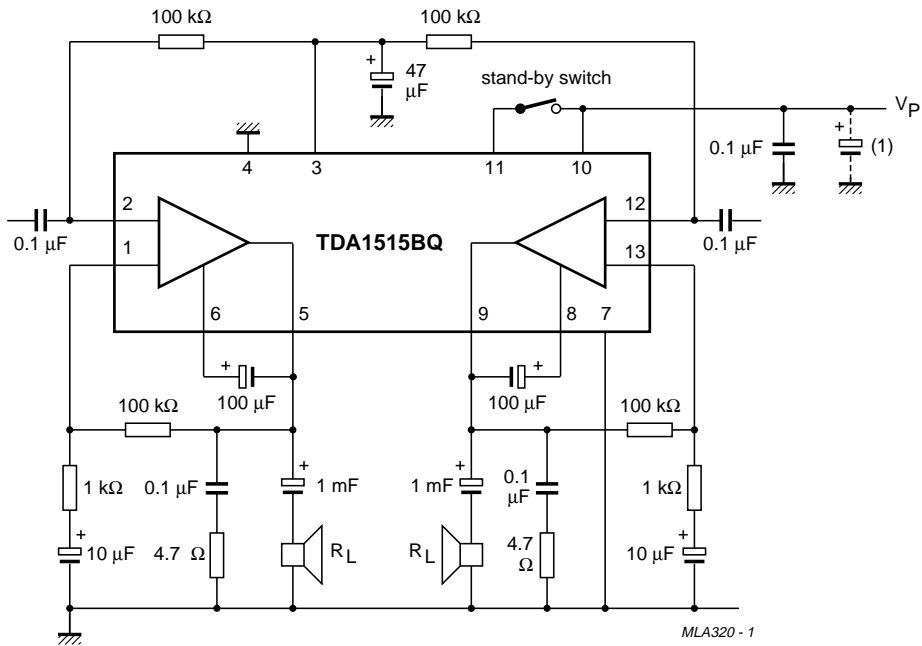 100 kΩ
100 kΩ
+
47
μF
stand-by switch
VP
4
3
11
10
0.1 μF
+
(1)
2
12
0.1 μF
TDA1515BQ
0.1 μF
1
13
6
5
9
8
7
+
100 μF
+
100 μF
100 kΩ
100 kΩ
1 kΩ
0.1 μF
+
1 mF
+
1 mF
0.1
μF
1 kΩ
+
10 μF
4.7 Ω
RL
RL
4.7
Ω
+
10 μF
MLA320 - 1